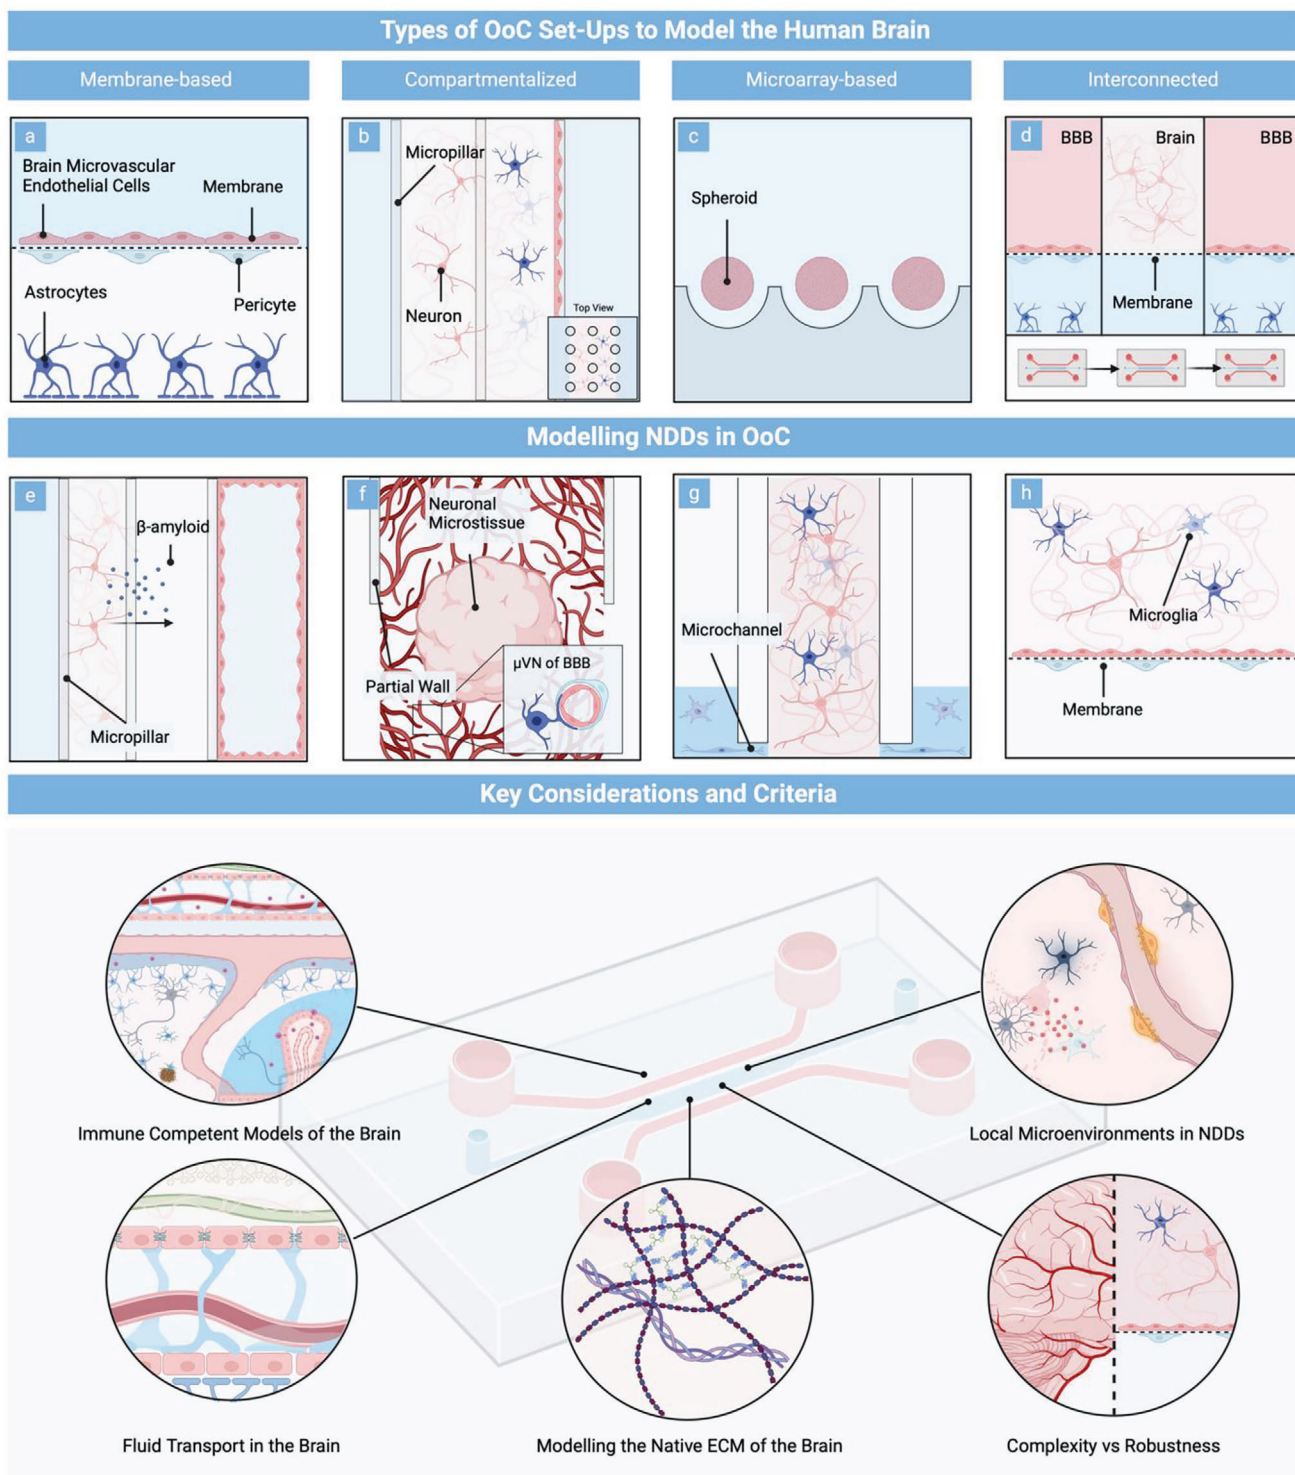 Types of OoC Set-Ups to Model the Human Brain
Membrane-based
Compartmentalized
Microarray-based
Interconnected
a
Brain Microvascular
Endothelial Cells
Membrane
Astrocytes
Pericyte
b
Micropillar
Neuron
Top View
c
Spheroid
d
BBB
Brain
BBB
Membrane
Modelling NDDs in OoC
e
β-amyloid
Micropillar
f
Neuronal
Microstissue
μVN of BBB
Partial Wall
g
Microchannel
h
Microglia
Membrane
Key Considerations and Criteria
Immune Competent Models of the Brain
Local Microenvironments in NDDs
Fluid Transport in the Brain
Modelling the Native ECM of the Brain
Complexity vs Robustness